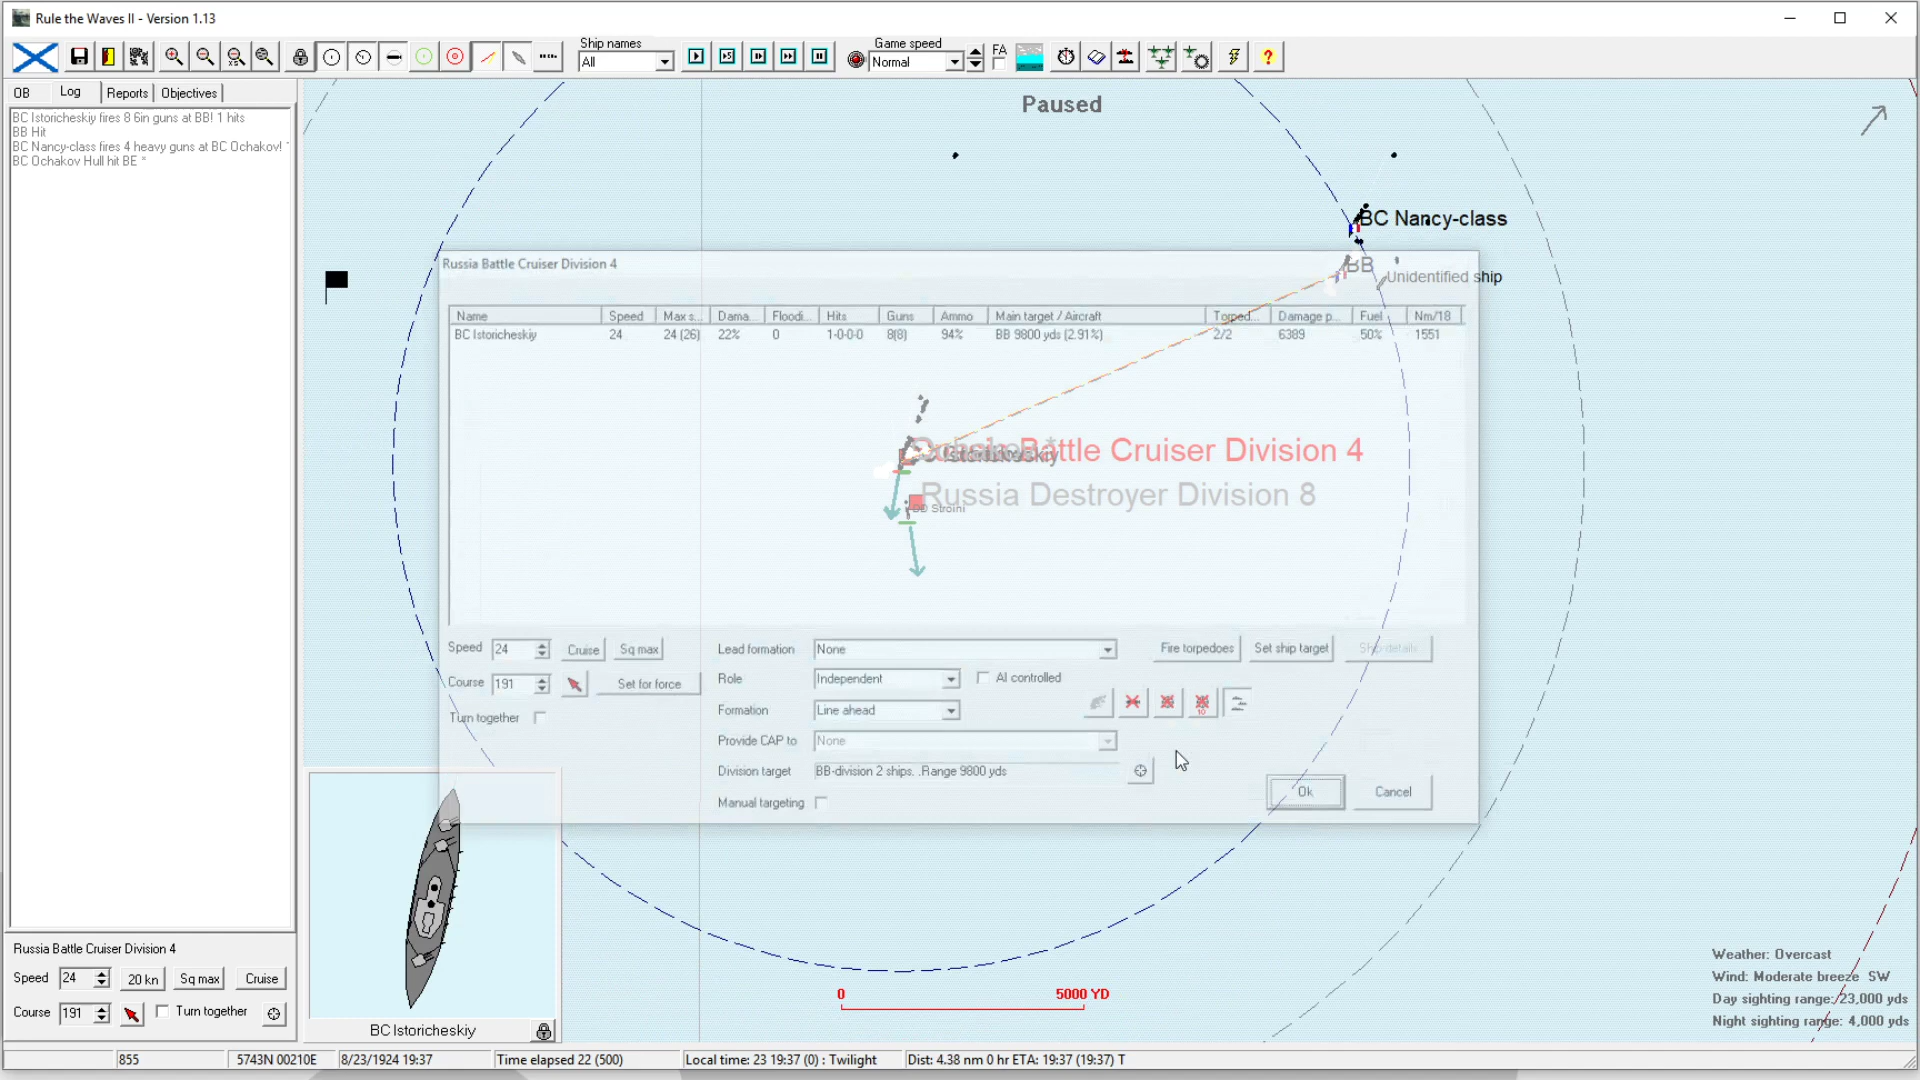 Rule the Waves II - Version 1.13
Ship names
All
Game speed
Normal
FA
OB
Log
Reports
Objectives
BC Istoricheskiy fires 8 6in guns at BB! 1 hits
BB Hit
BC Nancy-class fires 4 heavy guns at BC Ochakov!
BC Ochakov Hull hit BE *
Paused
BC Nancy-class
BB
Unidentified ship
Russia Battle Cruiser Division 4
Name Speed Max s... Dama... Floodi... Hits Guns Ammo Main target / Aircraft Torped... Damage p... Fuel Nm/18
BC Istoricheskiy 24 24 (26) 22% 0 1-0-0-0 8(8) 94% BB 9800 yds (2.91%) 2/2 6389 50% 1551
Battle Cruiser Division 4
Istoricheskiy
Russia Destroyer Division 8
DD Stroini
Speed 24 Cruise Sq max
Course 191 Set for force
Turn together
Lead formation None
Role Independent AI controlled
Formation Line ahead
Provide CAP to None
Division target BB-division 2 ships. .Range 9800 yds
Manual targeting
Fire torpedoes Set ship target Ship details
10
Ok Cancel
Russia Battle Cruiser Division 4
Speed 24 20 kn Sq max Cruise
Course 191 Turn together
BC Istoricheskiy
0 5000 YD
Weather: Overcast
Wind: Moderate breeze SW
Day sighting range: 23,000 yds
Night sighting range: 4,000 yds
855 5743N 00210E 8/23/1924 19:37 Time elapsed 22 (500) Local time: 23 19:37 (0) : Twilight Dist: 4.38 nm 0 hr ETA: 19:37 (19:37) T